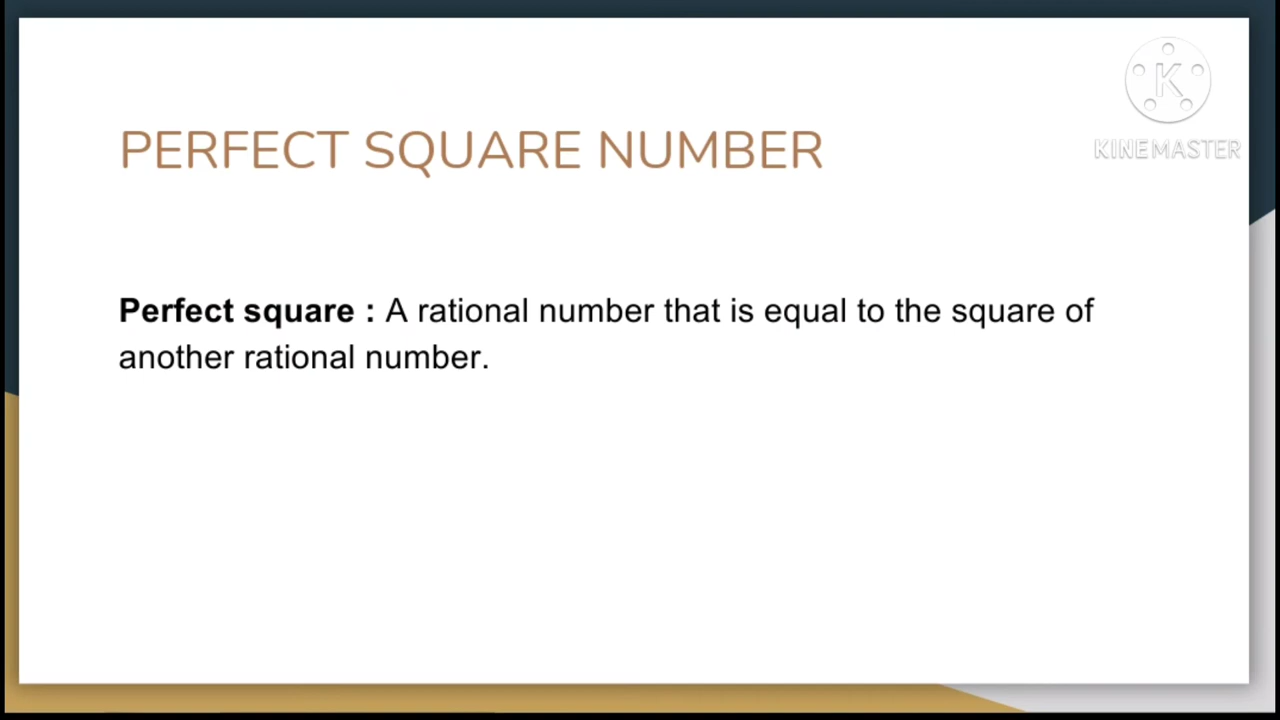 K
KINEMASTER
PERFECT SQUARE NUMBER
Perfect square : A rational number that is equal to the square of
another rational number.